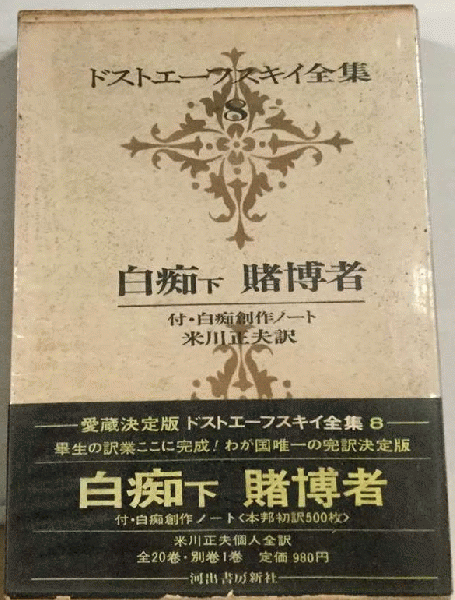 ドストエーフスキイ全集
8
白痴下 賭博者
付・白痴創作ノート
米川正夫訳
愛蔵決定版 ドストエーフスキイ全集 8
畢生の訳業ここに完成!わが国唯一の完訳決定版
白痴下 賭博者
付・白痴創作ノート<本邦初訳500枚>
米川正夫個人全訳
全20巻・別巻1巻 定価 980円
河出書房新社